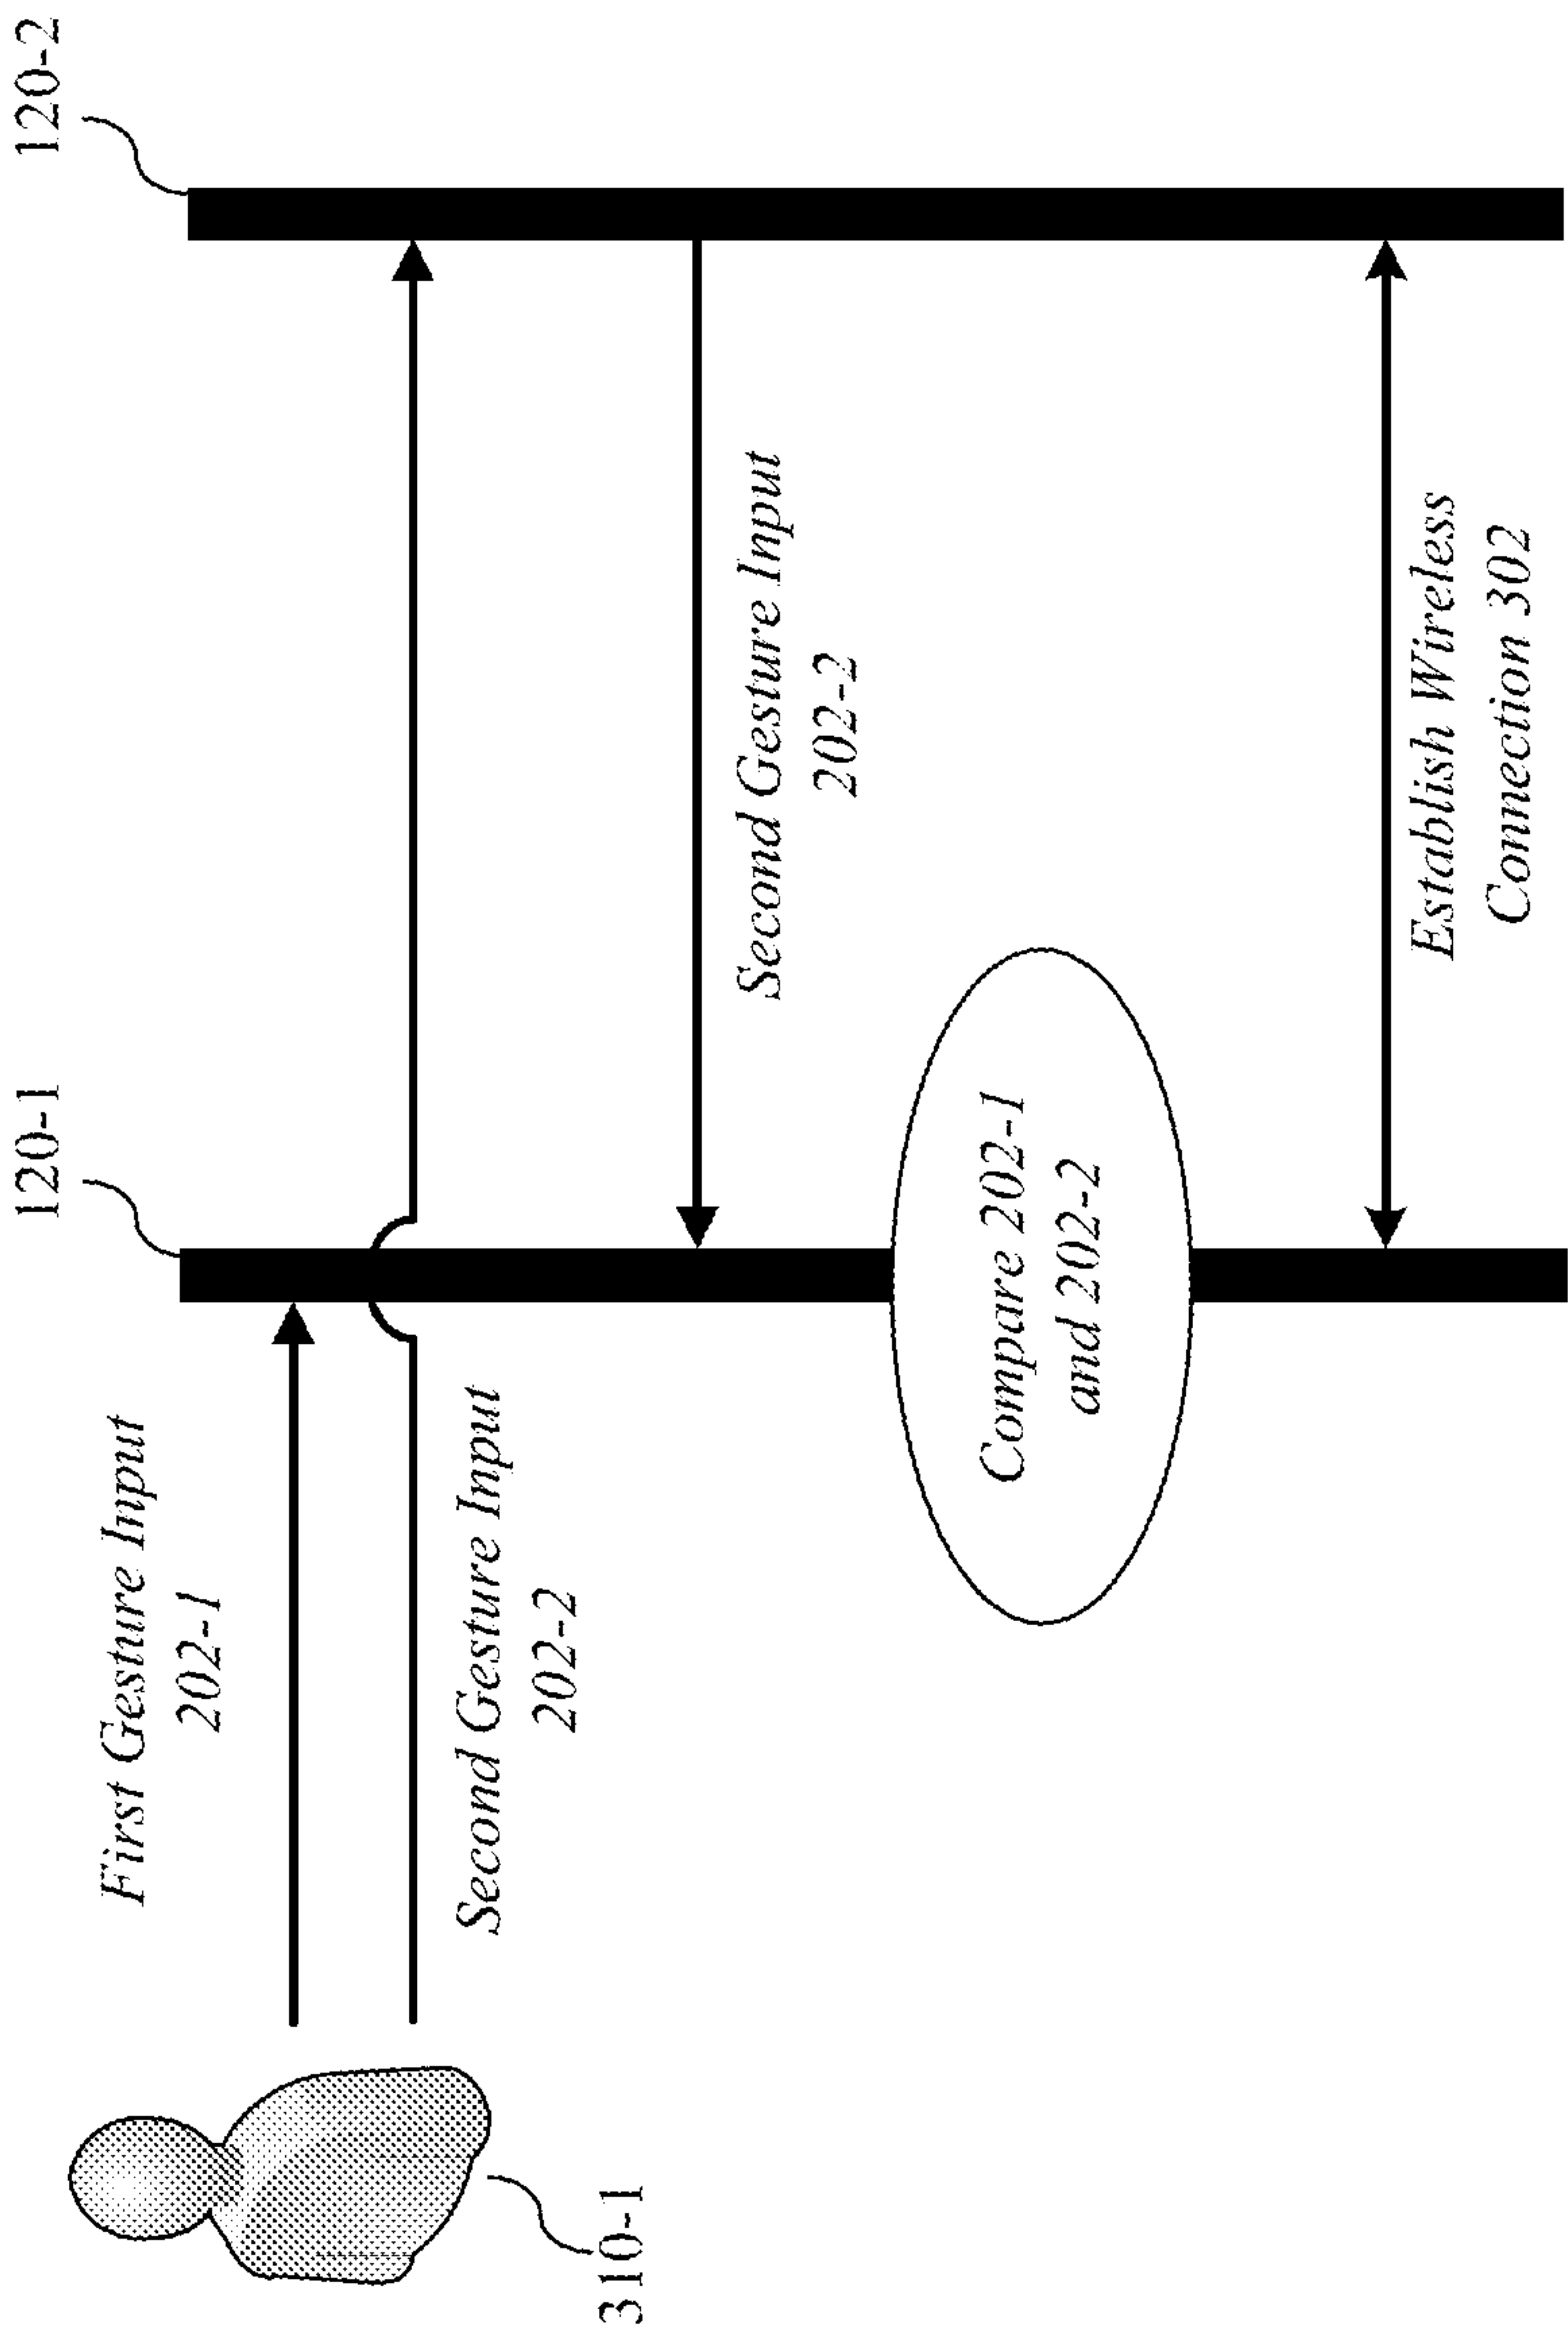 120-1
120-2
First Gesture Input
202-1
Second Gesture Input
202-2
310-1
Second Gesture Input
202-2
Compare 202-1
and 202-2
Establish Wireless
Connection 302